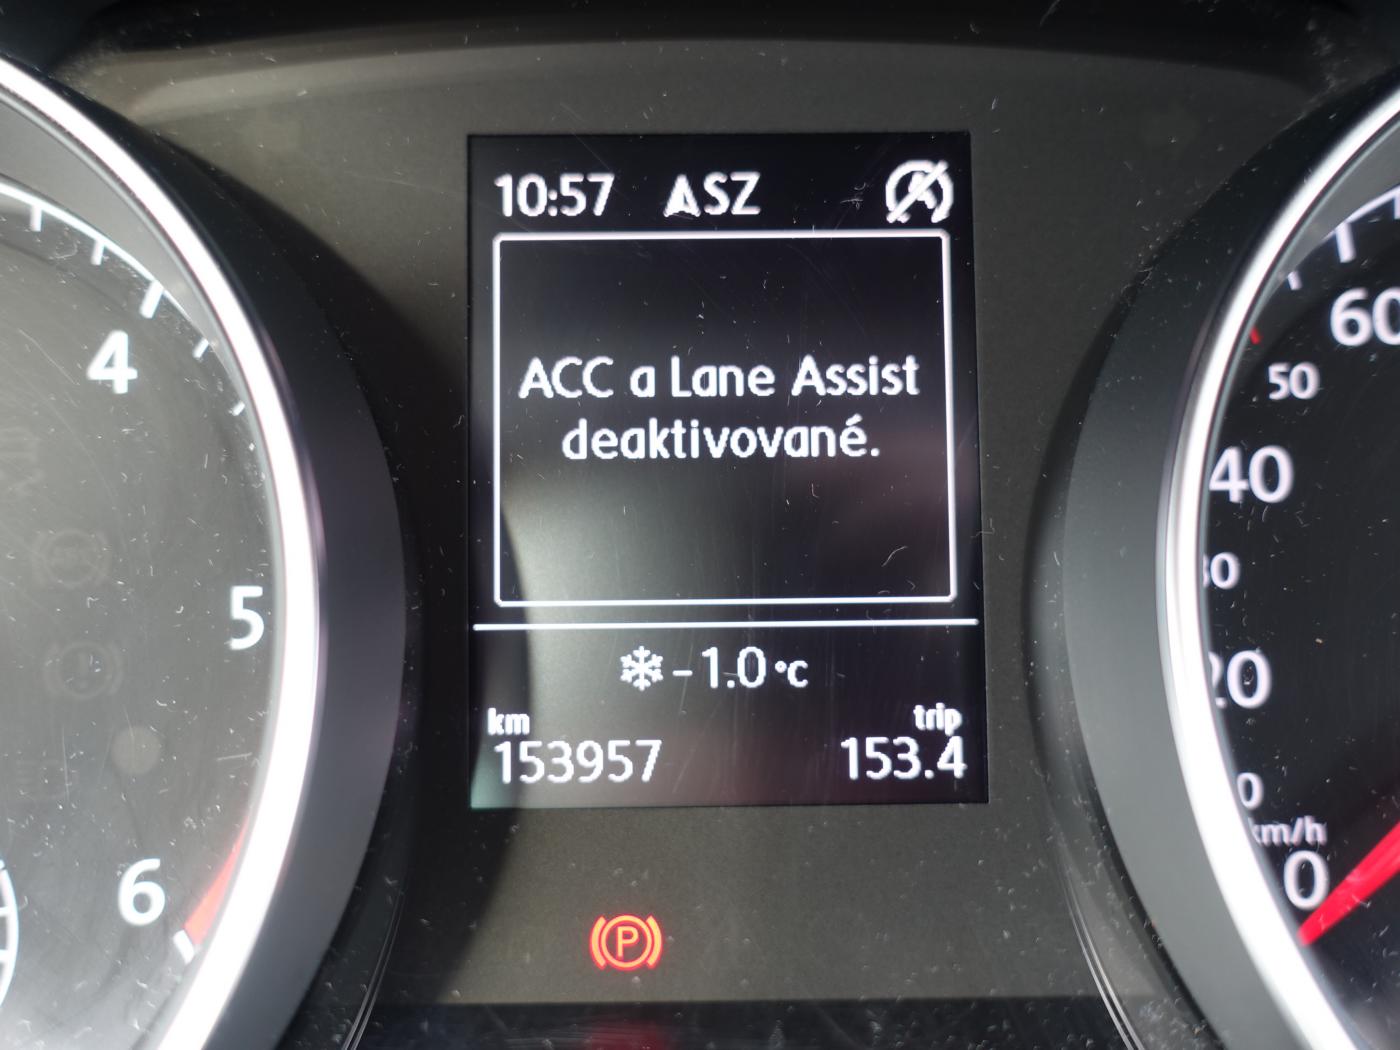 10:57 SZ
ACC a Lane Assist
deaktivované.
-1.0 °C
km
153957
trip
153.4
P
4
5
6
60
50
40
20
km/h
0